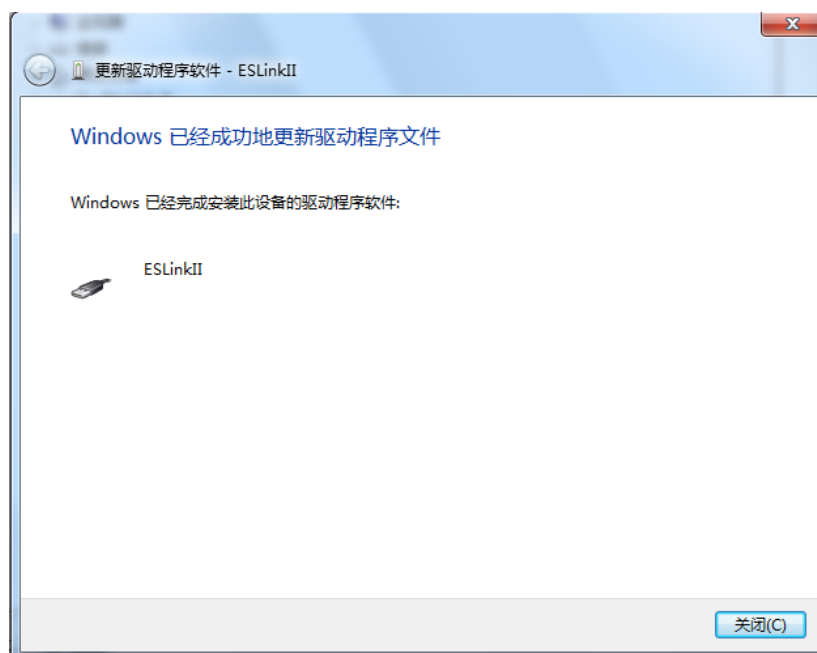 更新驱动程序软件 - ESLinkII
Windows 已经成功地更新驱动程序文件
Windows 已经完成安装此设备的驱动程序软件:
ESLinkII
关闭(C)